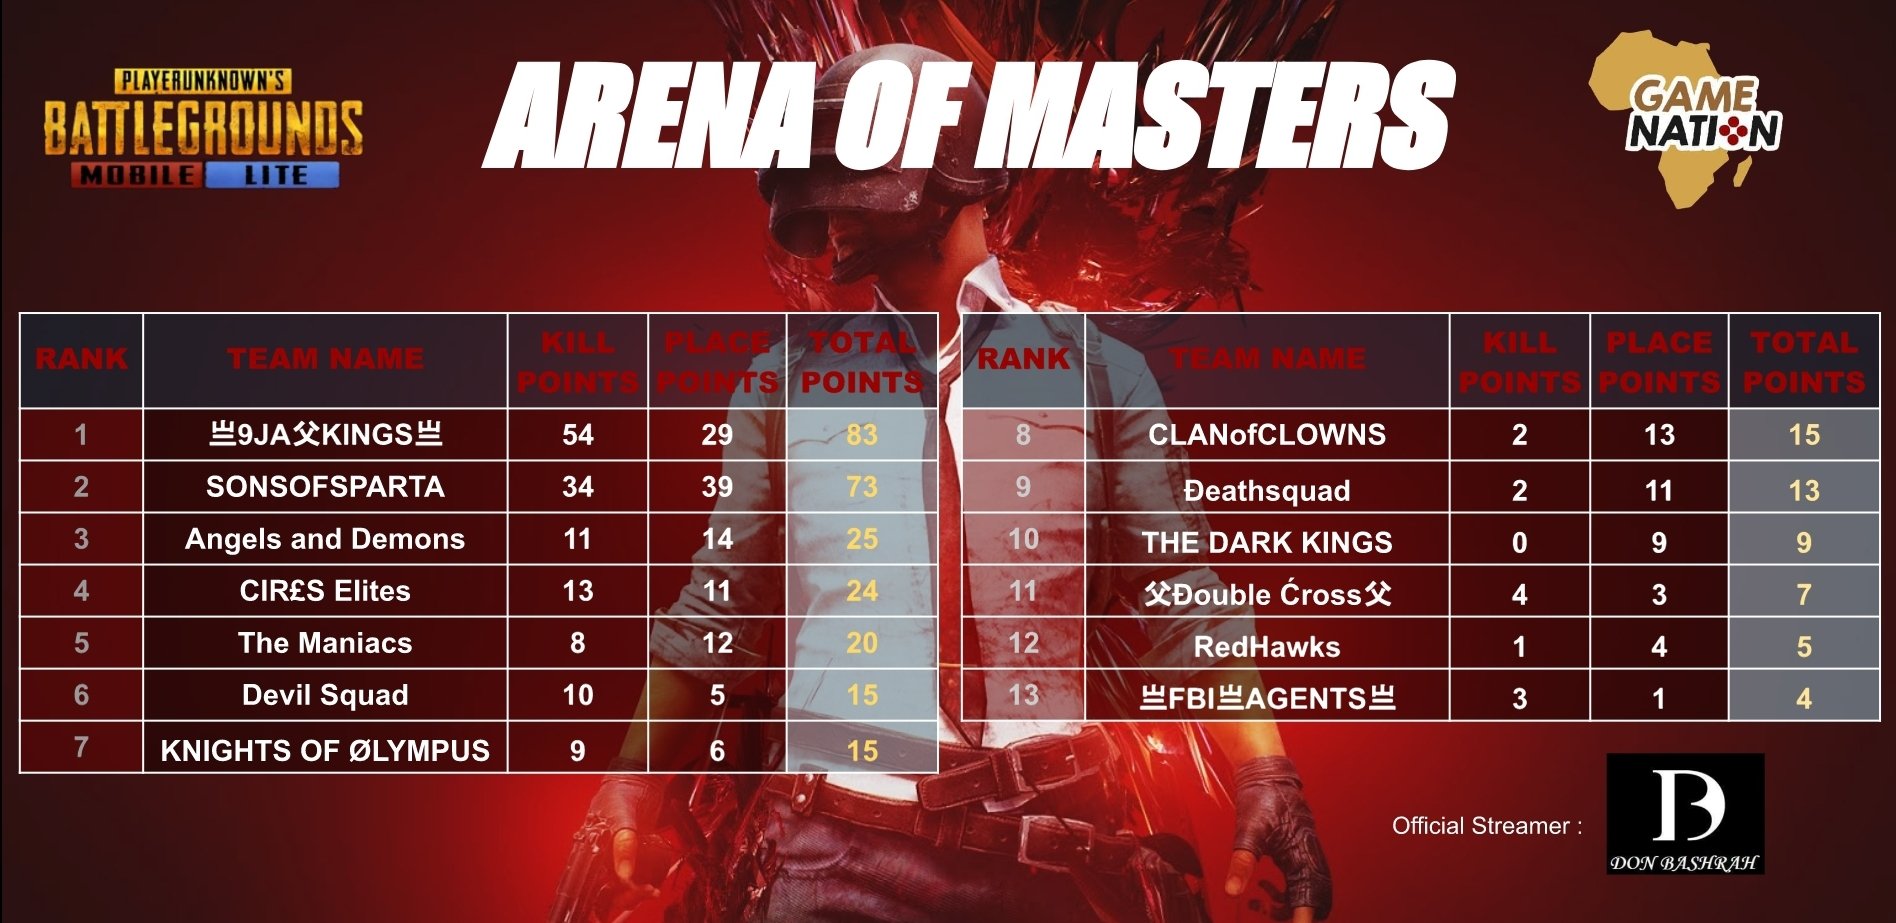 PLAYERUNKNOWN'S
BATTLEGROUNDS
MOBILE LITE
ARENA OF MASTERS
GAME
NATION
RANK TEAM NAME KILL POINTS PLACE POINTS TOTAL POINTS
1 亗9JA父KINGS亗 54 29 83
2 SONSOFSPARTA 34 39 73
3 Angels and Demons 11 14 25
4 CIR£S Elites 13 11 24
5 The Maniacs 8 12 20
6 Devil Squad 10 5 15
7 KNIGHTS OF ØLYMPUS 9 6 15
RANK TEAM NAME KILL POINTS PLACE POINTS TOTAL POINTS
8 CLANofCLOWNS 2 13 15
9 Đeathsquad 2 11 13
10 THE DARK KINGS 0 9 9
11 父Đouble Ćross父 4 3 7
12 RedHawks 1 4 5
13 亗FBI亗AGENTS亗 3 1 4
Official Streamer :
DB
DON BASHRAH